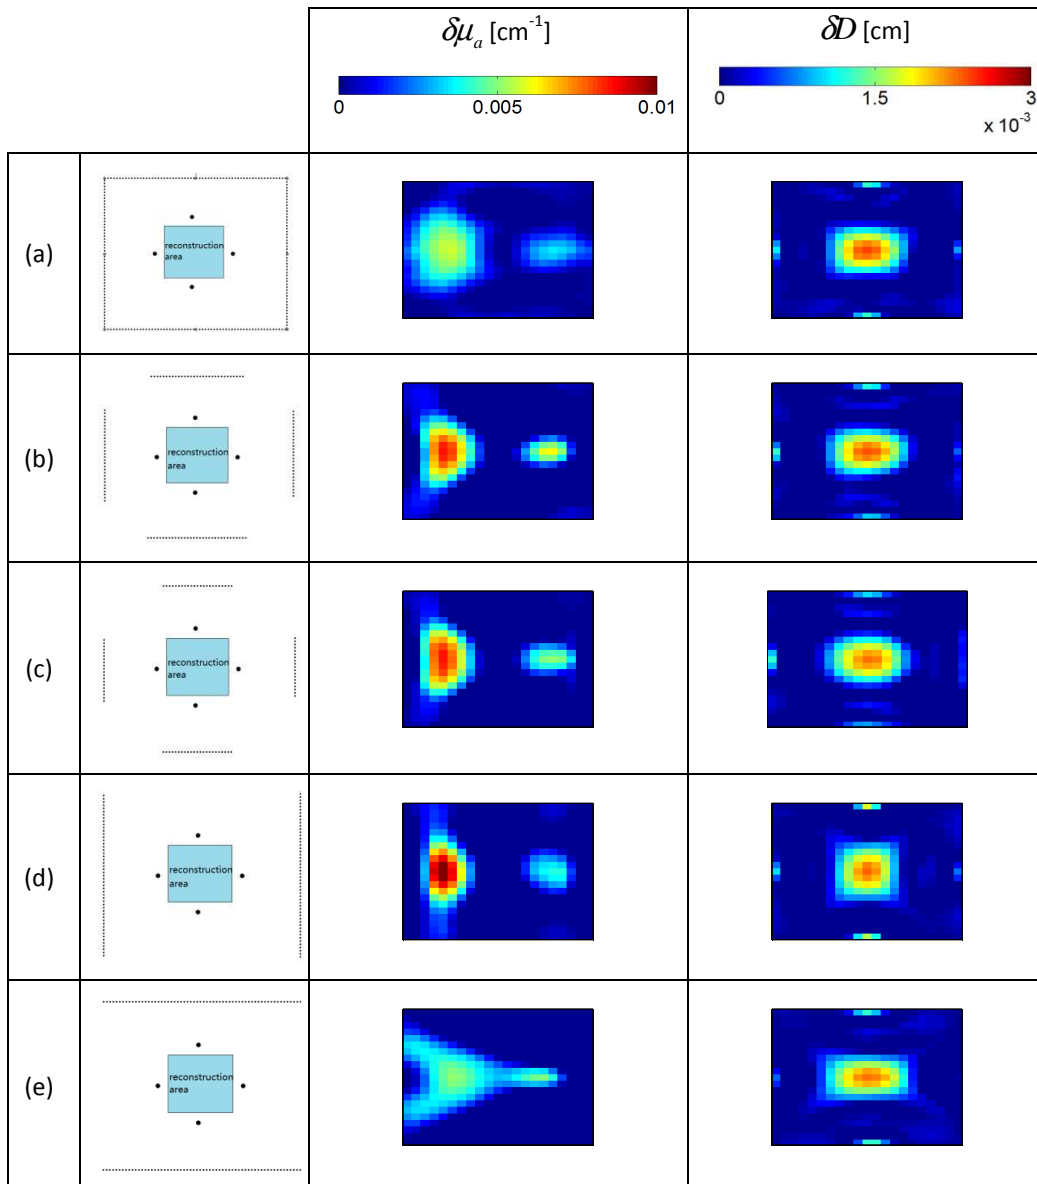 δμₐ [cm⁻¹]
δD [cm]
0 0.005 0.01
0 1.5 3
x 10⁻³
(a)
reconstruction
area
(b)
reconstruction
area
(c)
reconstruction
area
(d)
reconstruction
area
(e)
reconstruction
area